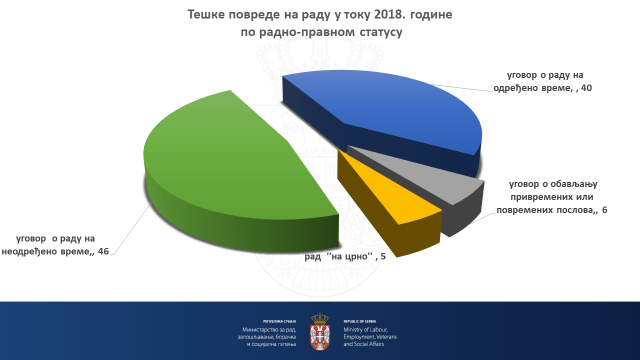 Тешке повреде на раду у току 2018. године
по радно-правном статусу
уговор о раду на
одређено време, , 40
уговор о обављању
привремених или
повремених послова,, 6
уговор о раду на
неодређено време,, 46
рад "на црно" , 5
РЕПУБЛИКА СРБИЈА
Министарство за рад,
запошљавање, борачка
и социјална питања
REPUBLIC OF SERBIA
Ministry of Labour,
Employment, Veterans
and Social Affairs